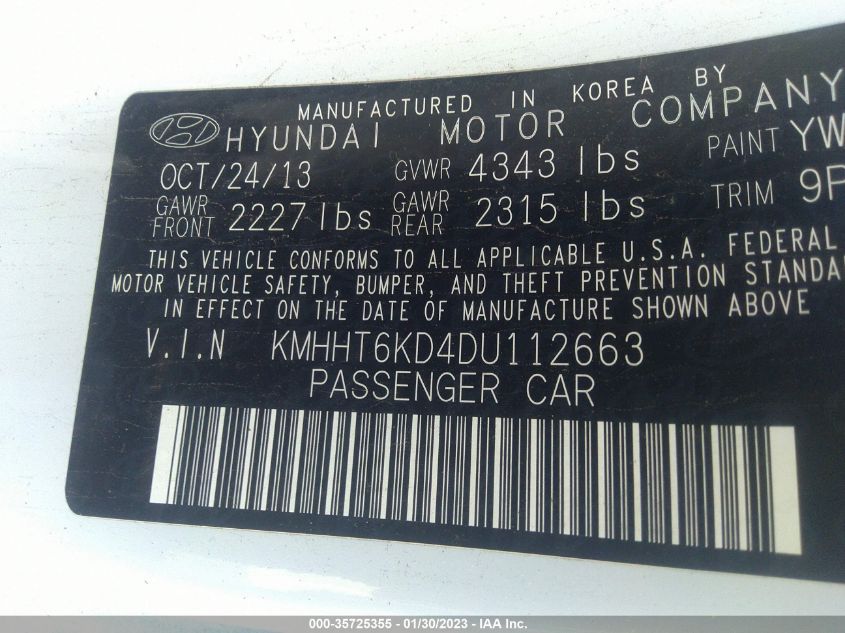 MANUFACTURED IN KOREA BY
HYUNDAI MOTOR COMPANY
OCT/24/13 GVWR 4343 lbs PAINT YW
GAWR FRONT 2227 lbs GAWR REAR 2315 lbs TRIM 9P
THIS VEHICLE CONFORMS TO ALL APPLICABLE U.S.A. FEDERAL
MOTOR VEHICLE SAFETY, BUMPER, AND THEFT PREVENTION STANDA
IN EFFECT ON THE DATE OF MANUFACTURE SHOWN ABOVE
V.I.N KMHHT6KD4DU112663
PASSENGER CAR
000-35725355 — 01/30/2023 — IAA Inc.